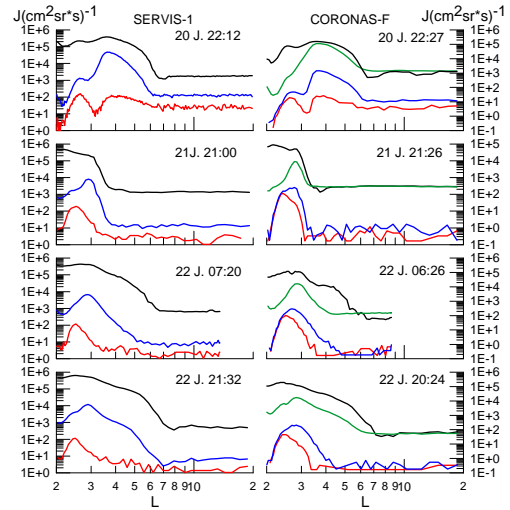 J(cm²sr*s)⁻¹ SERVIS-1 CORONAS-F J(cm²sr*s)⁻¹
1E+6 20 J. 22:12 20 J. 22:27 1E+6
1E+5 1E+5
1E+4 1E+4
1E+3 1E+3
1E+2 1E+2
1E+1 1E+1
1E+0 1E+0
1E-1
1E+6 21J. 21:00 21 J. 21:26 1E+5
1E+5 1E+4
1E+4 1E+3
1E+3 1E+2
1E+2 1E+1
1E+1 1E+0
1E+0 1E-1
1E+6 22 J. 07:20 22 J. 06:26 1E+6
1E+5 1E+5
1E+4 1E+4
1E+3 1E+3
1E+2 1E+2
1E+1 1E+1
1E+0 1E+0
1E-1
1E+6 22 J. 21:32 22 J. 20:24 1E+6
1E+5 1E+5
1E+4 1E+4
1E+3 1E+3
1E+2 1E+2
1E+1 1E+1
1E+0 1E+0
1E-1
2 3 4 5 6 7 8 910 2 2 3 4 5 6 7 8 910 2
L L